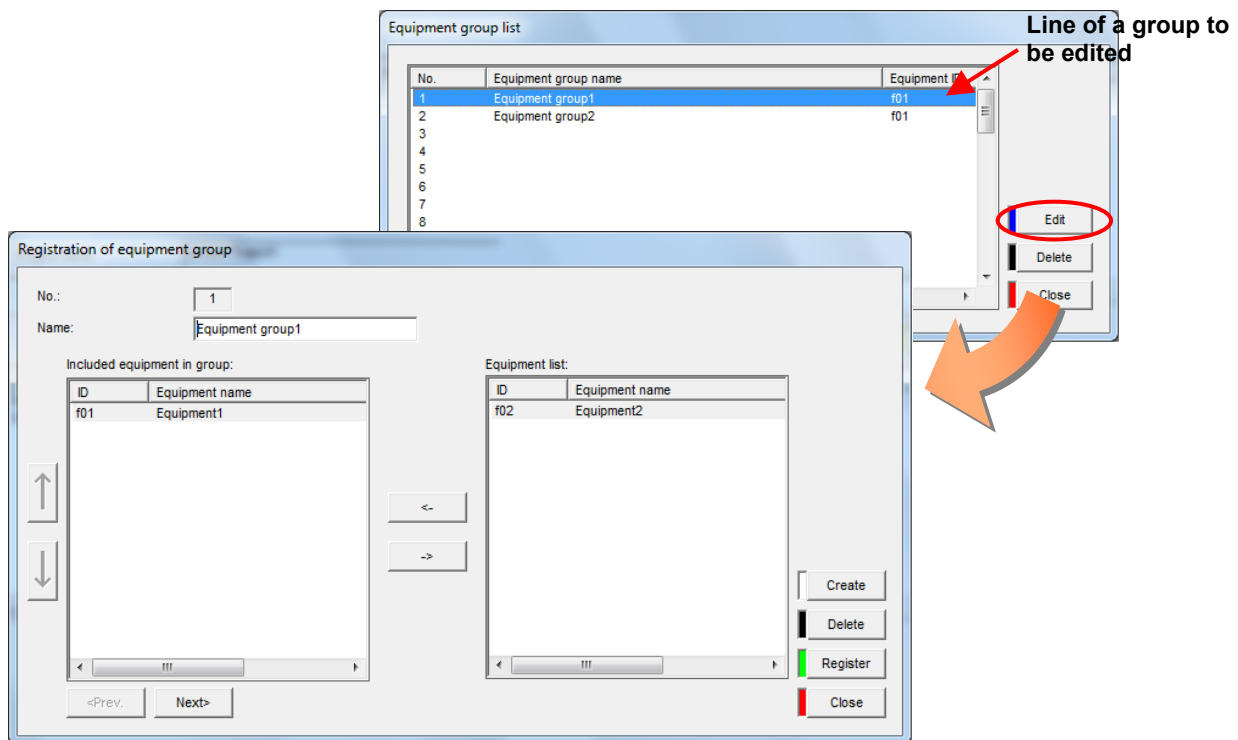 Equipment group list
Line of a group to
be edited
No. Equipment group name Equipment
1 Equipment group1 f01
2 Equipment group2 f01
3
4
5
6
7
8
Edit
Delete
Close
Registration of equipment group
No.: 1
Name: Equipment group1
Included equipment in group: Equipment list:
ID Equipment name ID Equipment name
f01 Equipment1 f02 Equipment2
<-
->
Create
Delete
Register
<Prev. Next> Close